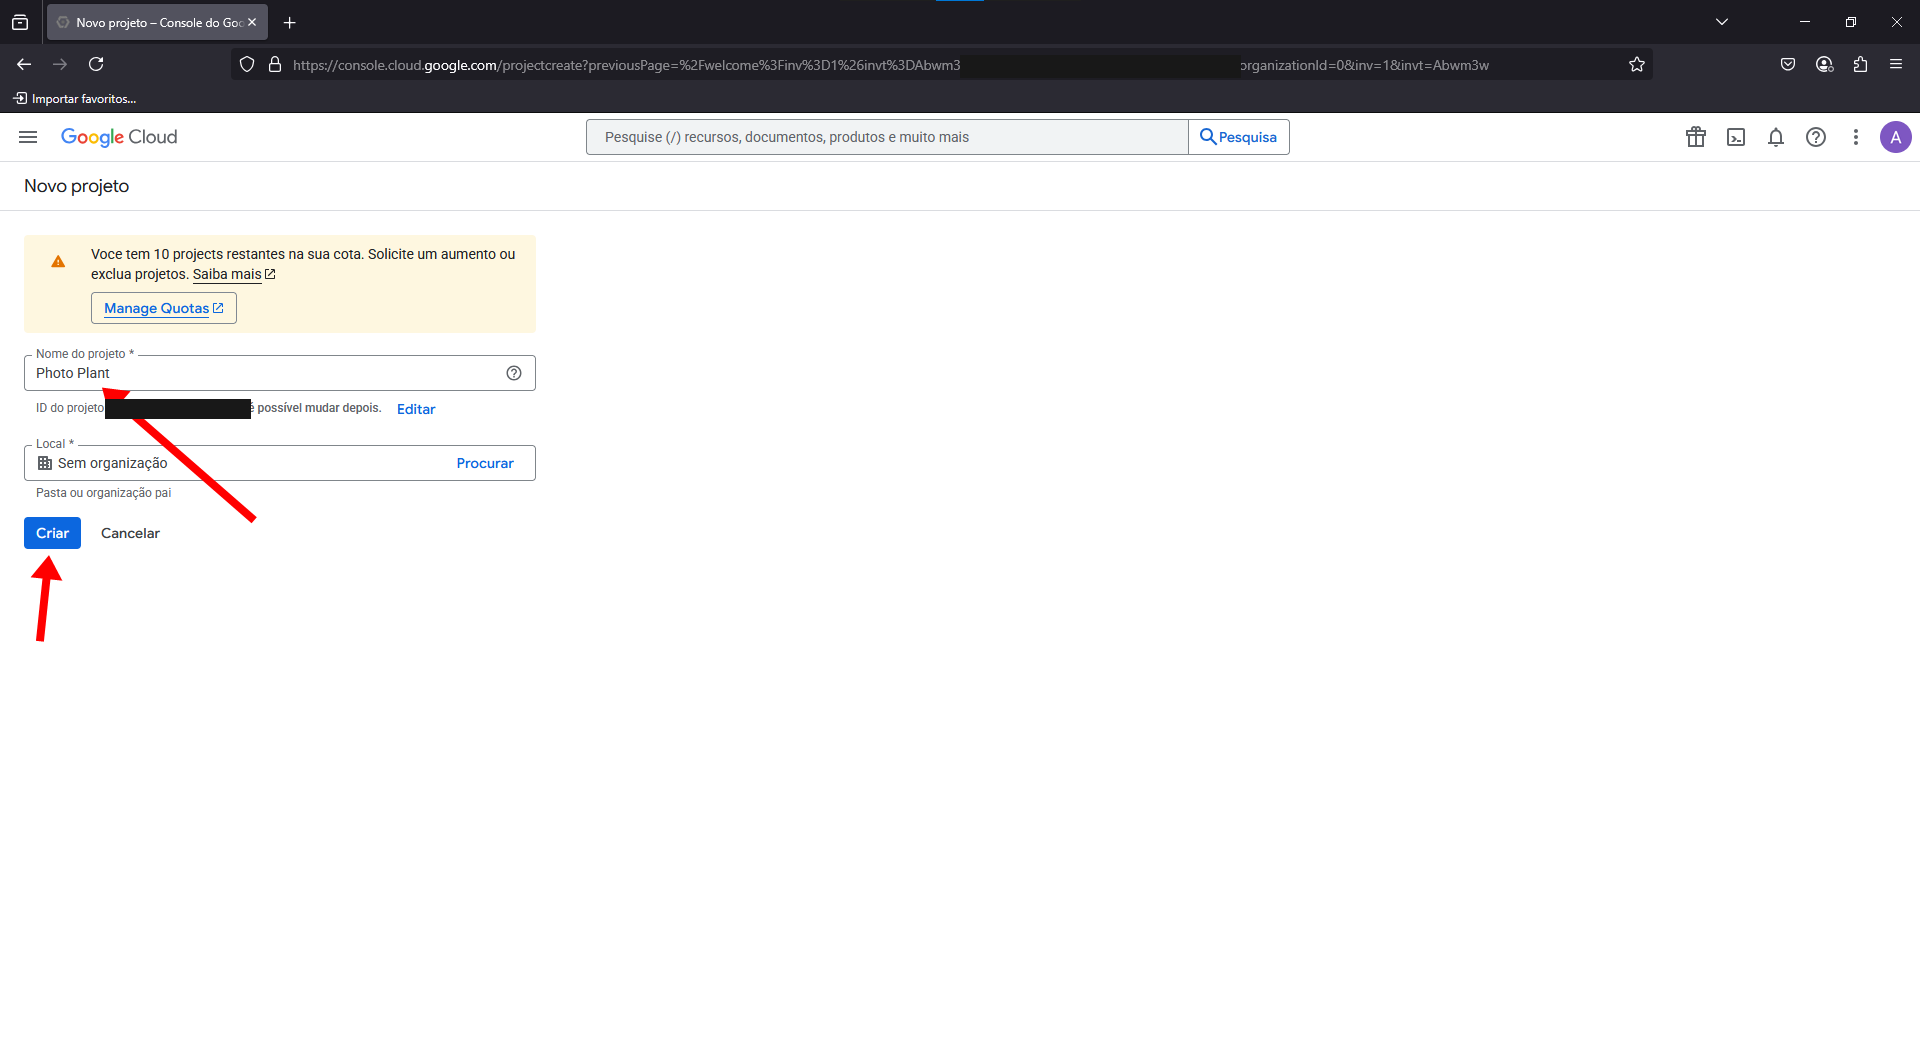 Novo projeto – Console do Goo
https://console.cloud.google.com/projectcreate?previousPage=%2Fwelcome%3Finv%3D1%26invt%3DAbwm3 organizationId=0&inv=1&invt=Abwm3w
Importar favoritos...
Google Cloud
Pesquise (/) recursos, documentos, produtos e muito mais
Pesquisa
A
Novo projeto
Voce tem 10 projects restantes na sua cota. Solicite um aumento ou
exclua projetos. Saiba mais
Manage Quotas
Nome do projeto *
Photo Plant
ID do projeto é possível mudar depois. Editar
Local *
Sem organização Procurar
Pasta ou organização pai
Criar Cancelar